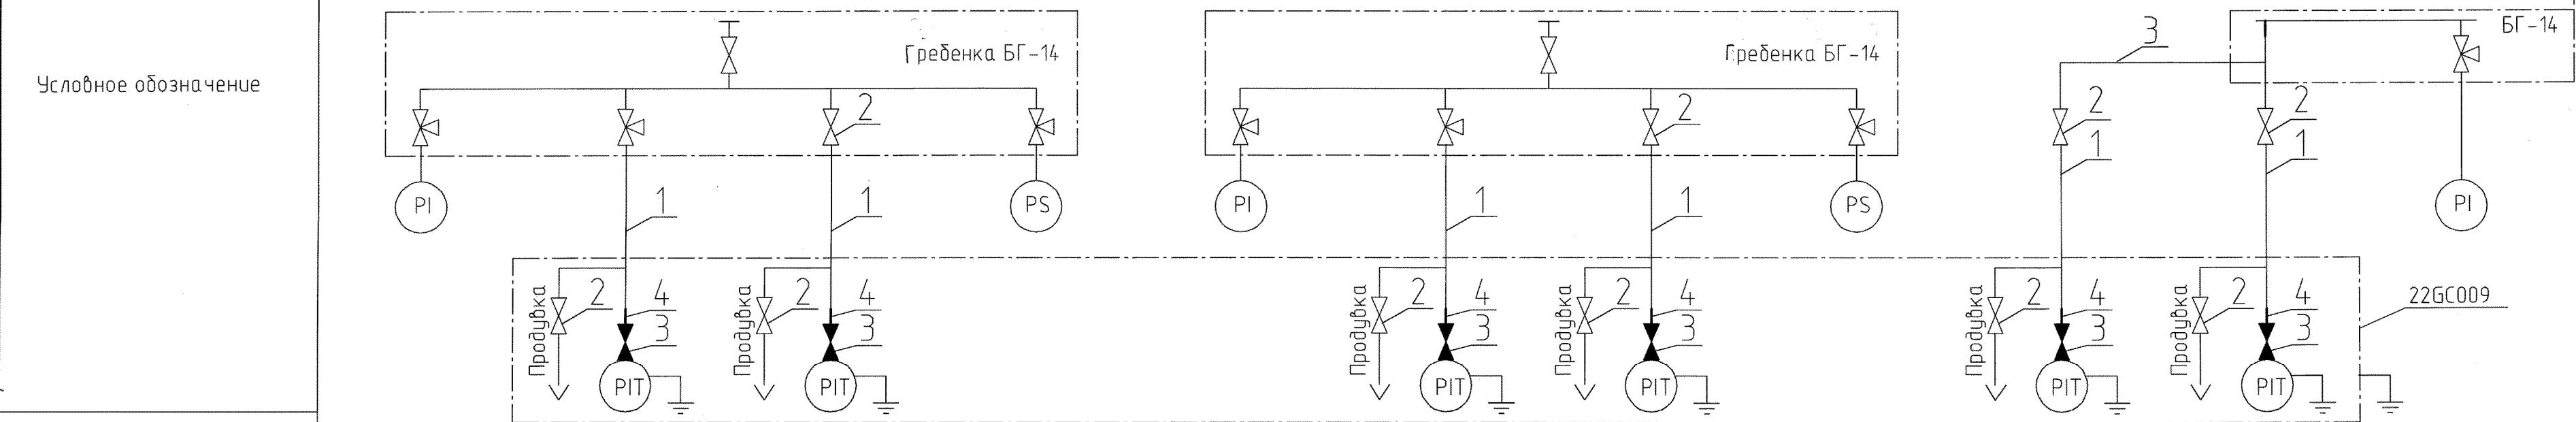 Условное обозначение
Гребенка БГ-14
Гребенка БГ-14
БГ-14
3
2
2
2
2
1
1
PI
1
1
PS
PI
1
1
PS
PI
22GC009
Продувка
2
4
3
Продувка
2
4
3
Продувка
2
4
3
Продувка
2
4
3
Продувка
2
4
3
Продувка
2
4
3
PIT
PIT
PIT
PIT
PIT
PIT